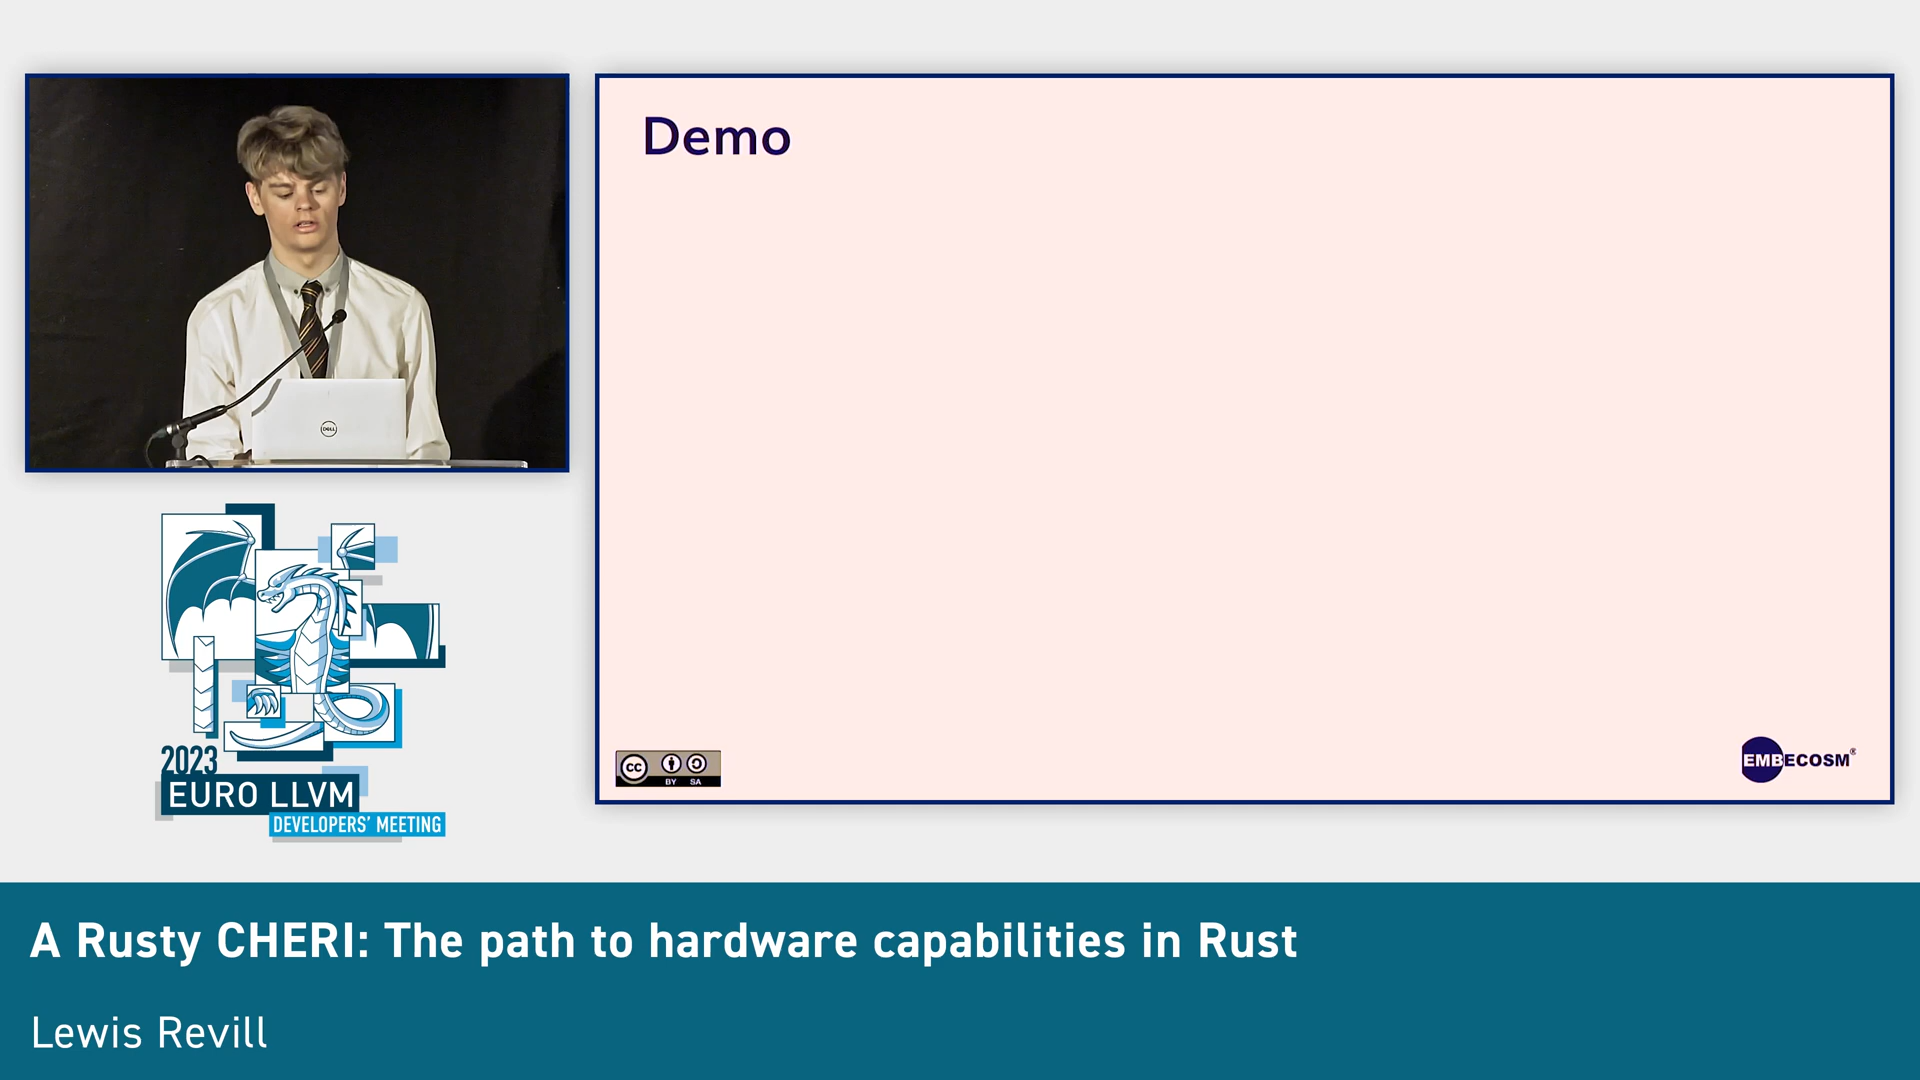 Demo
DELL
cc
BY SA
EMBECOSM®
2023
EURO LLVM
DEVELOPERS' MEETING
A Rusty CHERI: The path to hardware capabilities in Rust
Lewis Revill